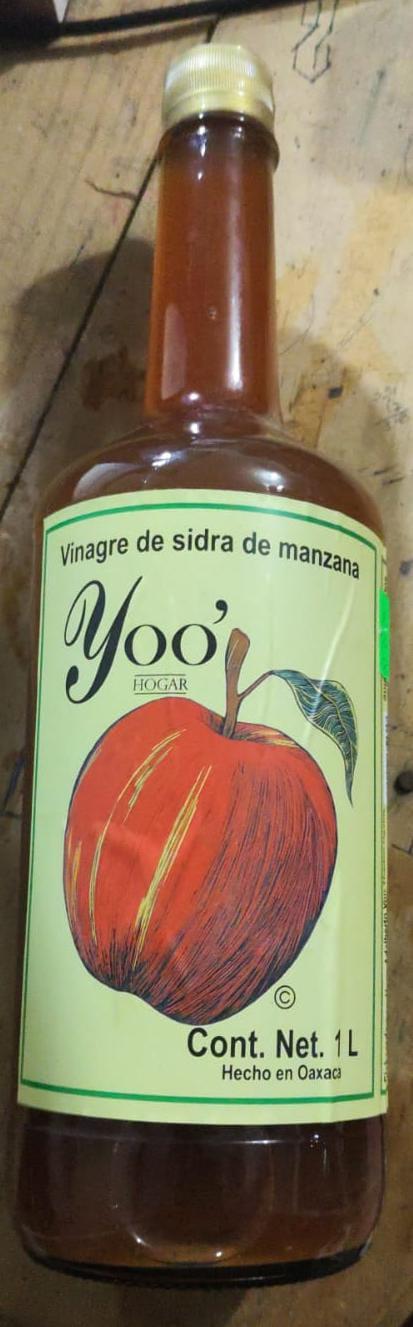 Vinagre de sidra de manzana
Yoo'
HOGAR
©
Cont. Net. 1 L
Hecho en Oaxaca